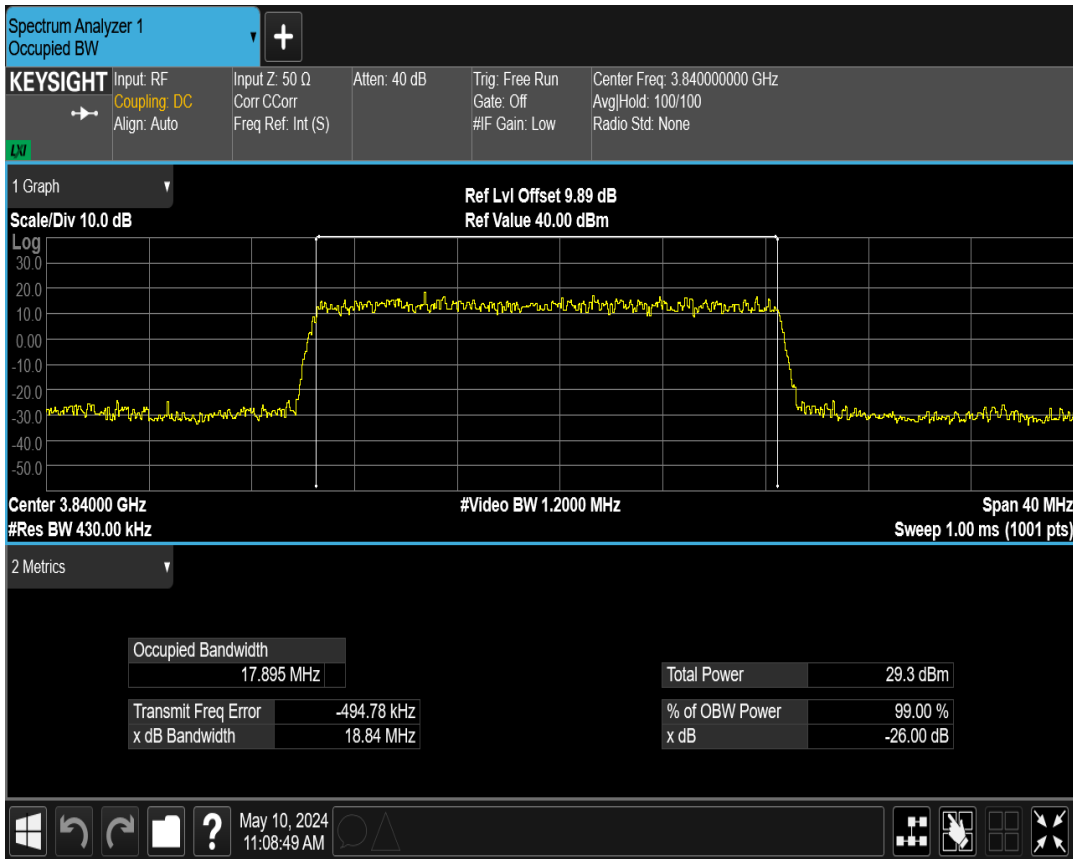 Spectrum Analyzer 1
Occupied BW
KEYSIGHT
LXI
Input: RF
Coupling: DC
Align: Auto
Input Z: 50 Ω
Corr CCorr
Freq Ref: Int (S)
Atten: 40 dB
Trig: Free Run
Gate: Off
#IF Gain: Low
Center Freq: 3.840000000 GHz
Avg|Hold: 100/100
Radio Std: None
1 Graph
Scale/Div 10.0 dB
Ref Lvl Offset 9.89 dB
Ref Value 40.00 dBm
Log
30.0
20.0
10.0
0.00
-10.0
-20.0
-30.0
-40.0
-50.0
Center 3.84000 GHz
#Video BW 1.2000 MHz
Span 40 MHz
#Res BW 430.00 kHz
Sweep 1.00 ms (1001 pts)
2 Metrics
Occupied Bandwidth
17.895 MHz
Transmit Freq Error -494.78 kHz
x dB Bandwidth 18.84 MHz
Total Power 29.3 dBm
% of OBW Power 99.00 %
x dB -26.00 dB
?
May 10, 2024
11:08:49 AM